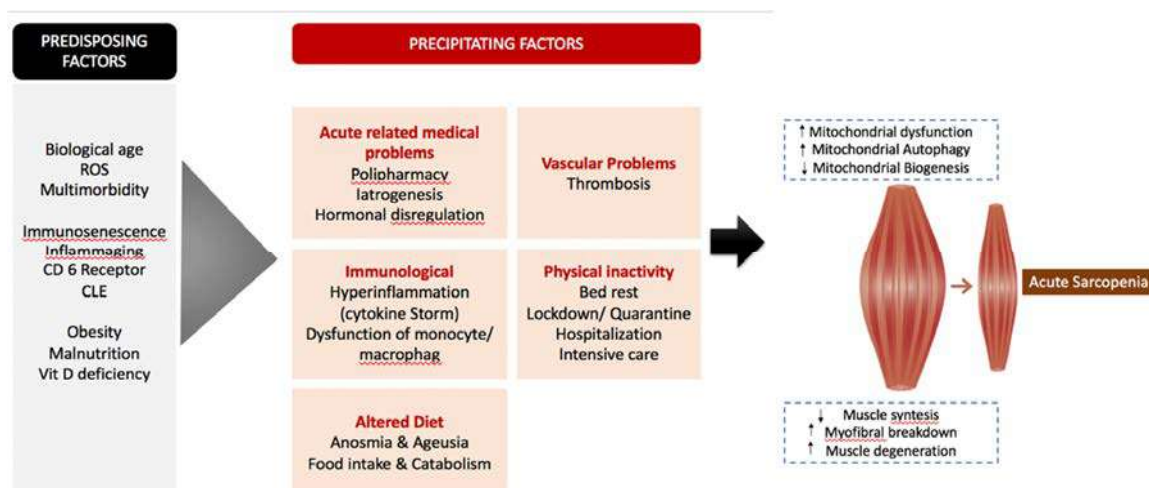 PREDISPOSING
FACTORS
Biological age
ROS
Multimorbidity
Immunosenescence
Inflammaging
CD 6 Receptor
CLE
Obesity
Malnutrition
Vit D deficiency
PRECIPITATING FACTORS
Acute related medical
problems
Polipharmacy
Iatrogenesis
Hormonal disregulation
Vascular Problems
Thrombosis
Immunological
Hyperinflammation
(cytokine Storm)
Dysfunction of monocyte/
macrophag
Physical inactivity
Bed rest
Lockdown/ Quarantine
Hospitalization
Intensive care
Altered Diet
Anosmia & Ageusia
Food intake & Catabolism
↑ Mitochondrial dysfunction
↑ Mitochondrial Autophagy
↓ Mitochondrial Biogenesis
Acute Sarcopenia
↓ Muscle syntesis
↑ Myofibral breakdown
↑ Muscle degeneration